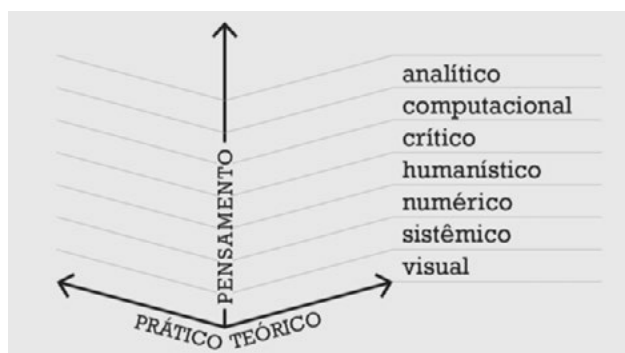 analítico
computacional
crítico
humanístico
numérico
sistêmico
visual
PENSAMENTO
PRÁTICO TEÓRICO